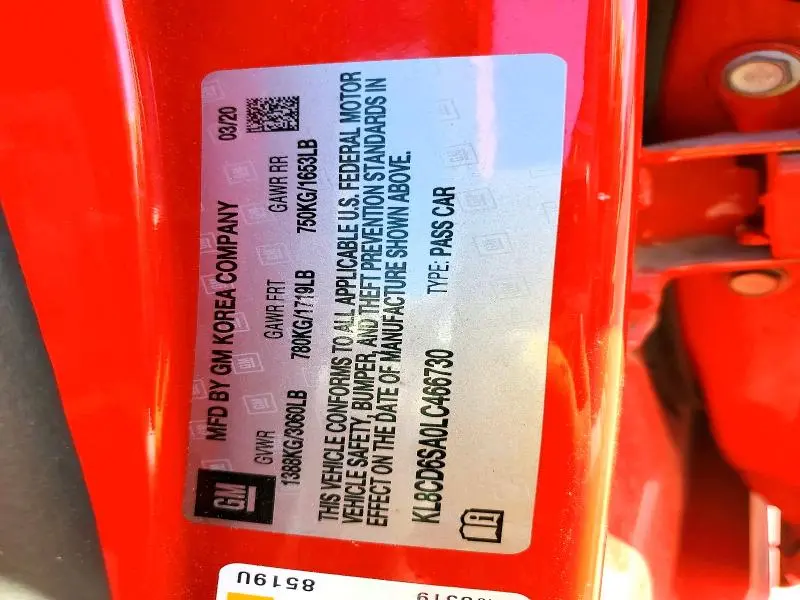 GM
MFD BY GM KOREA COMPANY 03/20
GVWR GAWR FRT GAWR RR
1388KG/3060LB 780KG/1719LB 750KG/1653LB
THIS VEHICLE CONFORMS TO ALL APPLICABLE U.S. FEDERAL MOTOR
VEHICLE SAFETY, BUMPER, AND THEFT PREVENTION STANDARDS IN
EFFECT ON THE DATE OF MANUFACTURE SHOWN ABOVE.
KL8CD6SA0LC466730 TYPE: PASS CAR
8519U